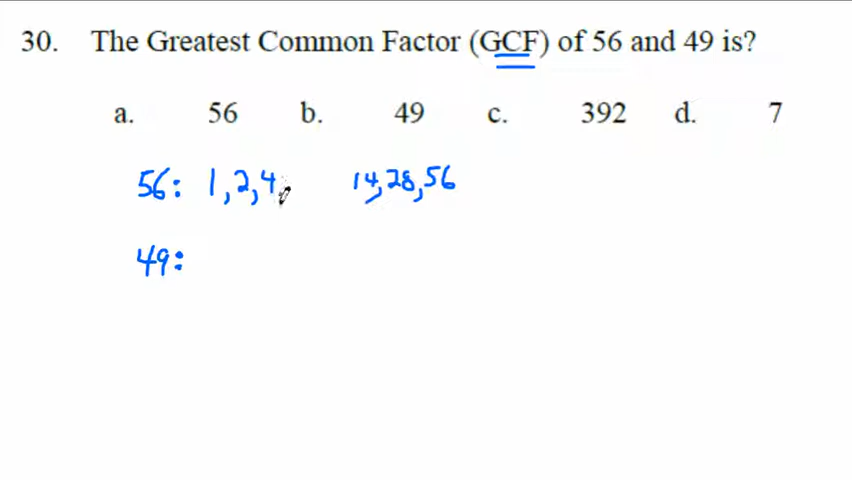 30. The Greatest Common Factor (GCF) of 56 and 49 is?
a. 56 b. 49 c. 392 d. 7
56: 1, 2, 4, 14, 28, 56
49: